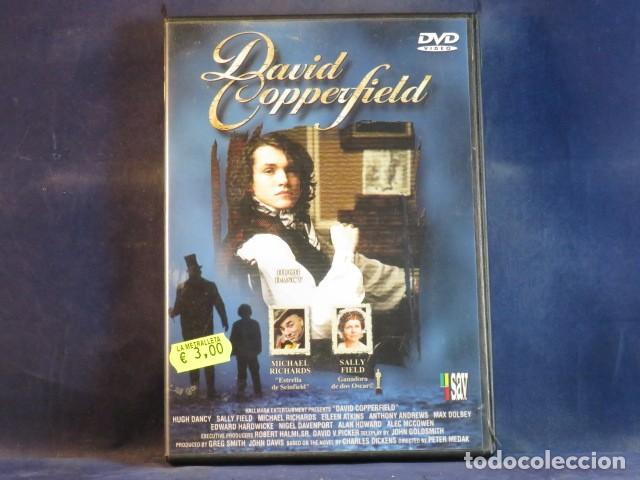 DVD
VIDEO
David
Copperfield
HUGH
DANCY
LA METRALLETA
€ 3,00
MICHAEL
RICHARDS
"Estrella
de Seinfield"
SALLY
FIELD
Ganadora
de dos Oscar©
sav
HALLMARK ENTERTAINMENT PRESENTS "DAVID COPPERFIELD"
HUGH DANCY SALLY FIELD MICHAEL RICHARDS EILEEN ATKINS ANTHONY ANDREWS MAX DOLBEY
EDWARD HARDWICKE NIGEL DAVENPORT ALAN HOWARD ALEC MCCOWEN
EXECUTIVE PRODUCERS ROBERT HALMI, SR. DAVID V. PICKER TELEPLAY BY JOHN GOLDSMITH
PRODUCED BY GREG SMITH, JOHN DAVIS BASED ON THE NOVEL BY CHARLES DICKENS DIRECTED BY PETER MEDAK
todocoleccion.net